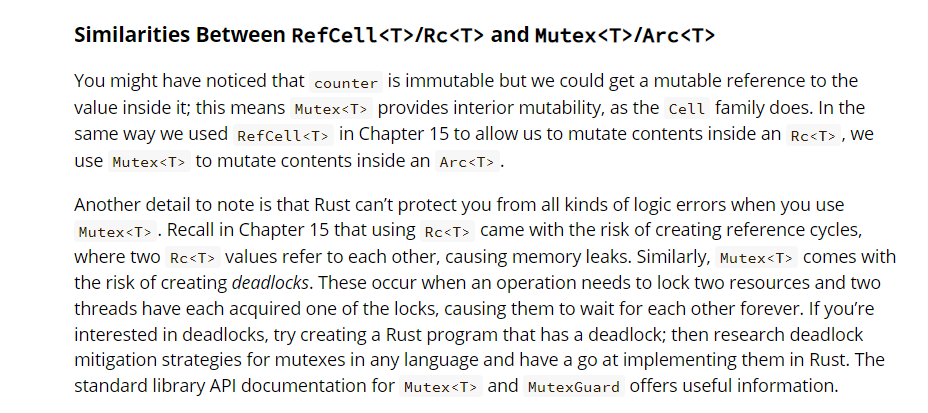 Similarities Between RefCell<T>/Rc<T> and Mutex<T>/Arc<T>
You might have noticed that counter is immutable but we could get a mutable reference to the
value inside it; this means Mutex<T> provides interior mutability, as the Cell family does. In the
same way we used RefCell<T> in Chapter 15 to allow us to mutate contents inside an Rc<T> , we
use Mutex<T> to mutate contents inside an Arc<T> .
Another detail to note is that Rust can’t protect you from all kinds of logic errors when you use
Mutex<T> . Recall in Chapter 15 that using Rc<T> came with the risk of creating reference cycles,
where two Rc<T> values refer to each other, causing memory leaks. Similarly, Mutex<T> comes with
the risk of creating deadlocks. These occur when an operation needs to lock two resources and two
threads have each acquired one of the locks, causing them to wait for each other forever. If you’re
interested in deadlocks, try creating a Rust program that has a deadlock; then research deadlock
mitigation strategies for mutexes in any language and have a go at implementing them in Rust. The
standard library API documentation for Mutex<T> and MutexGuard offers useful information.